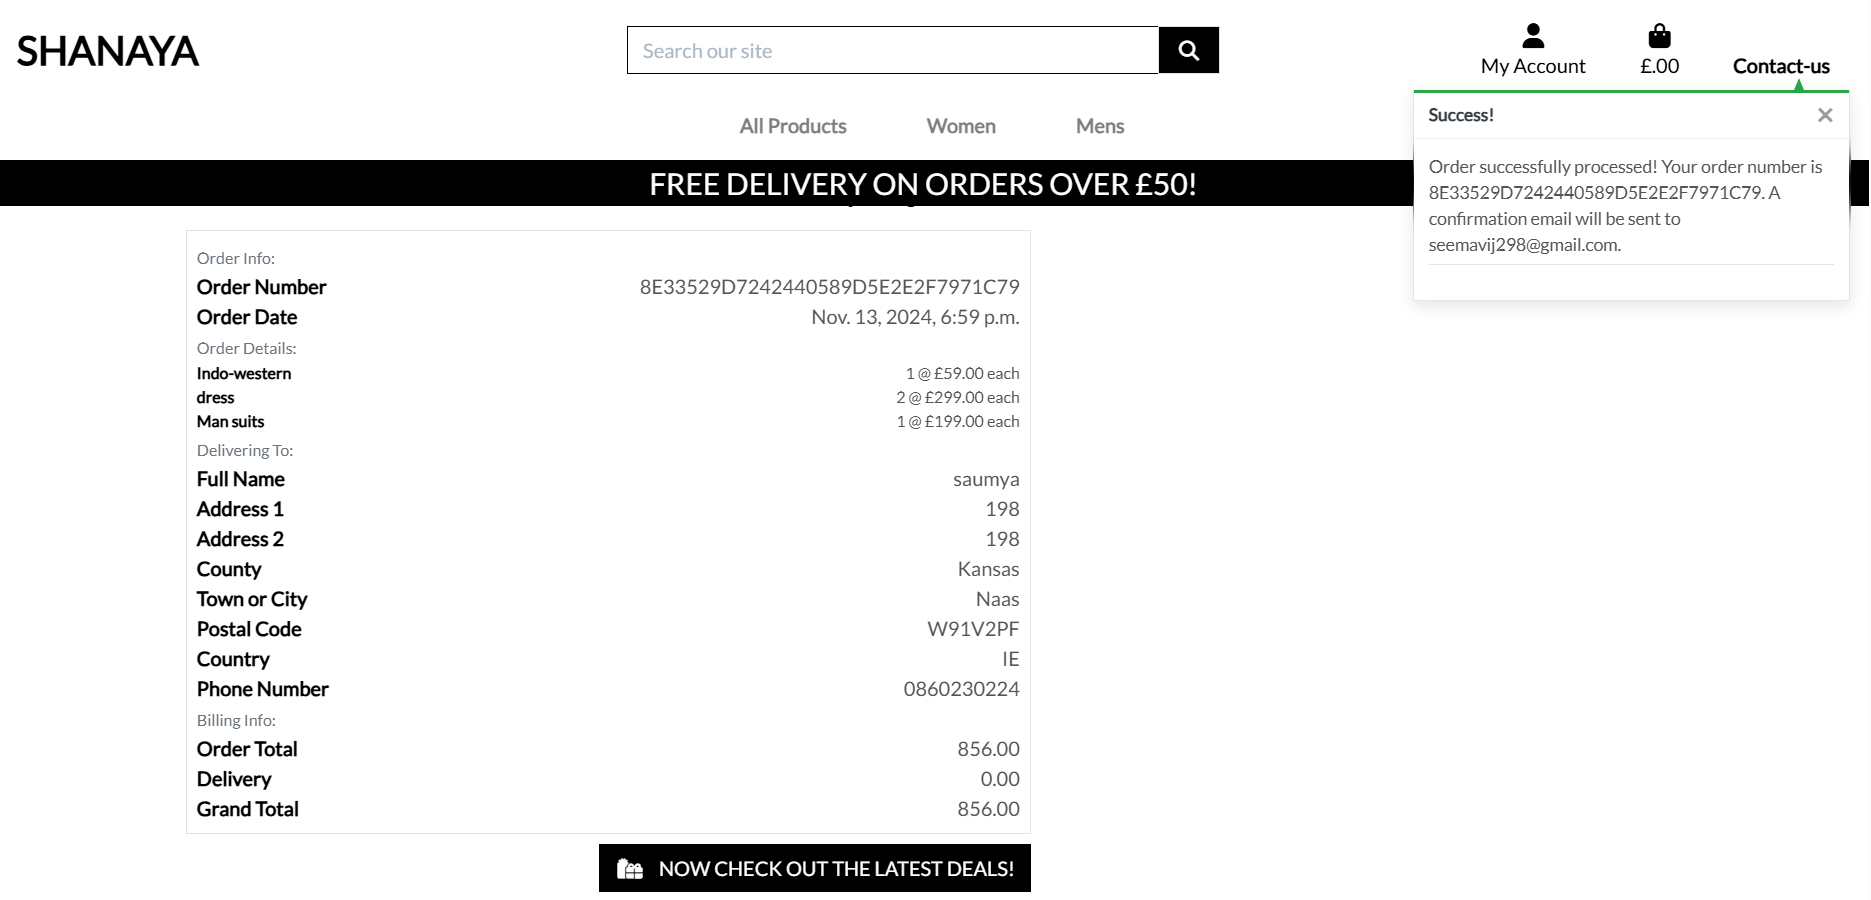 SHANAYA
Search our site
My Account
£.00
Contact-us
All Products
Women
Mens
FREE DELIVERY ON ORDERS OVER £50!
Success!
Order successfully processed! Your order number is
8E33529D7242440589D5E2E2F7971C79. A
confirmation email will be sent to
seemavij298@gmail.com.
Order Info:
Order Number 8E33529D7242440589D5E2E2F7971C79
Order Date Nov. 13, 2024, 6:59 p.m.
Order Details:
Indo-western 1 @ £59.00 each
dress 2 @ £299.00 each
Man suits 1 @ £199.00 each
Delivering To:
Full Name saumya
Address 1 198
Address 2 198
County Kansas
Town or City Naas
Postal Code W91V2PF
Country IE
Phone Number 0860230224
Billing Info:
Order Total 856.00
Delivery 0.00
Grand Total 856.00
NOW CHECK OUT THE LATEST DEALS!